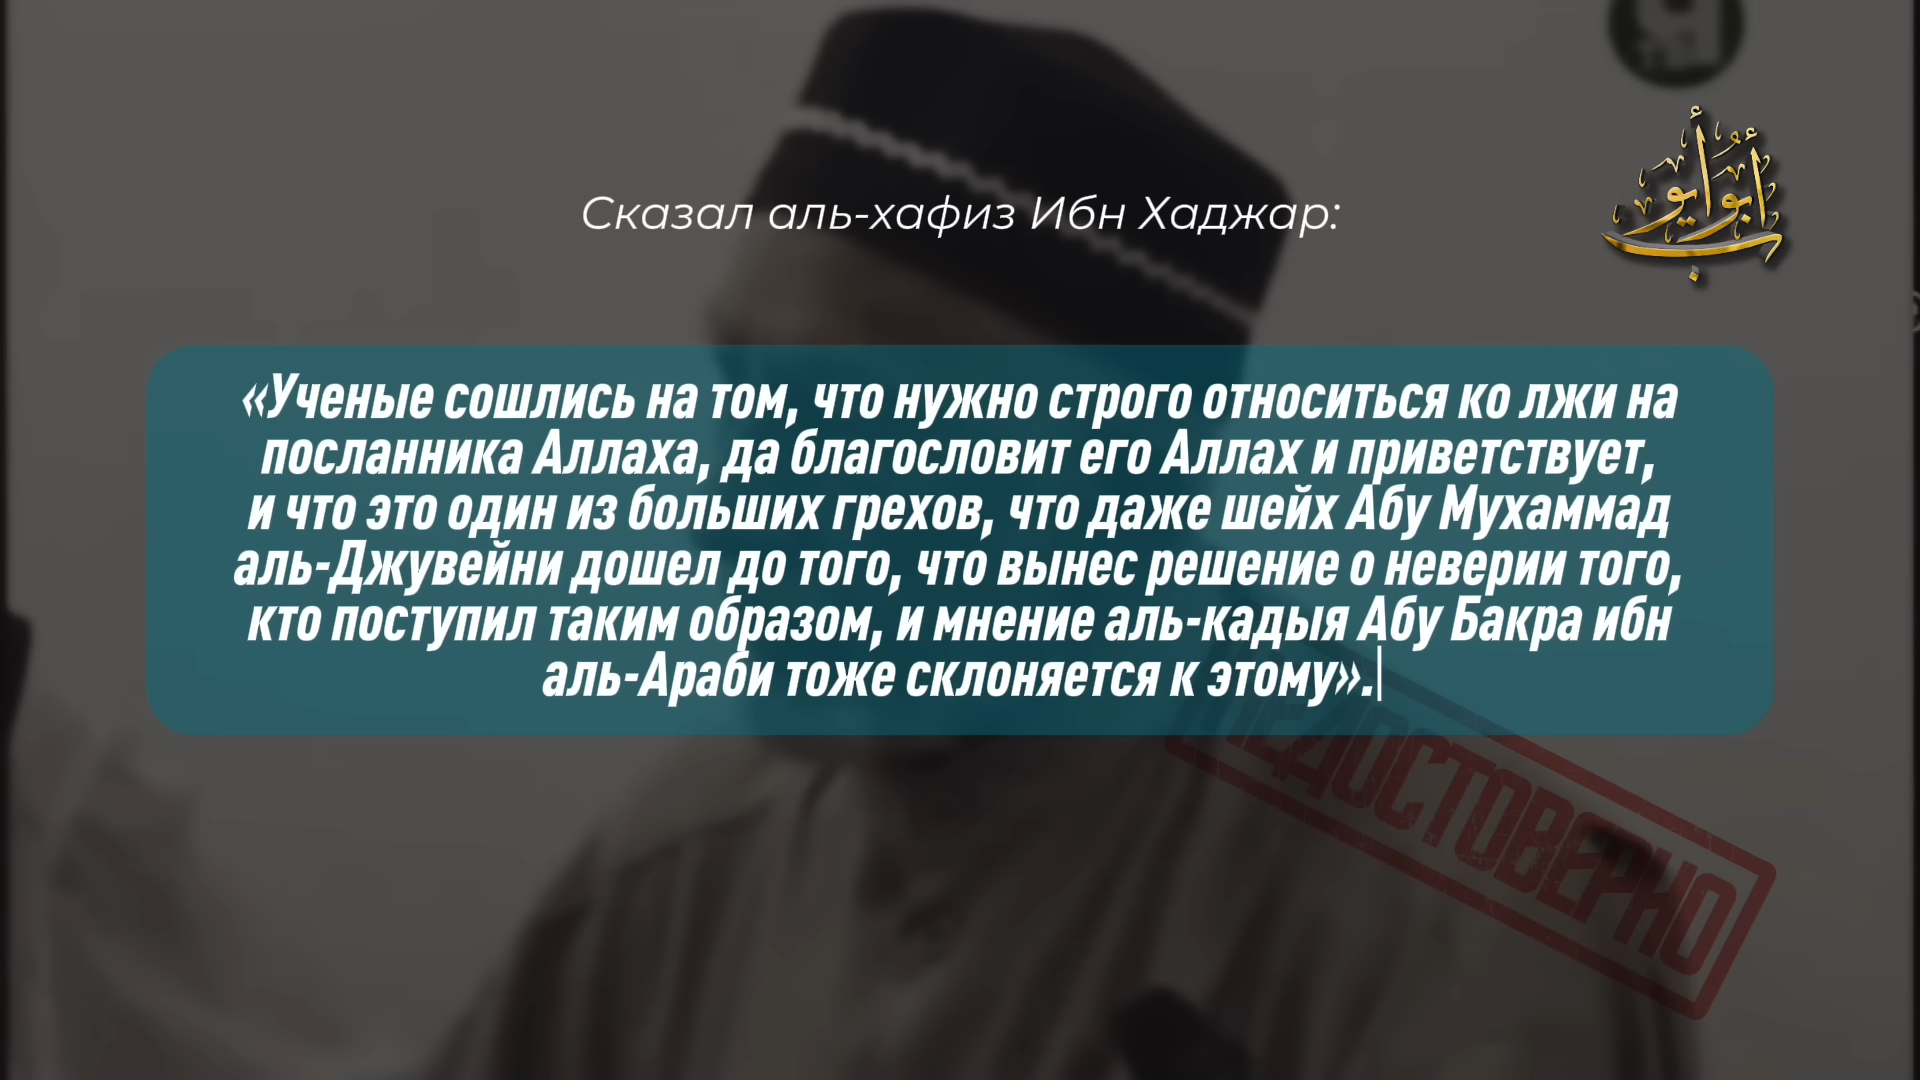 Сказал аль-хафиз Ибн Хаджар:
أبو أيوب
«Ученые сошлись на том, что нужно строго относиться ко лжи на
посланника Аллаха, да благословит его Аллах и приветствует,
и что это один из больших грехов, что даже шейх Абу Мухаммад
аль-Джувейни дошел до того, что вынес решение о неверии того,
кто поступил таким образом, и мнение аль-кадыя Абу Бакра ибн
аль-Араби тоже склоняется к этому».
НЕДОСТОВЕРНО